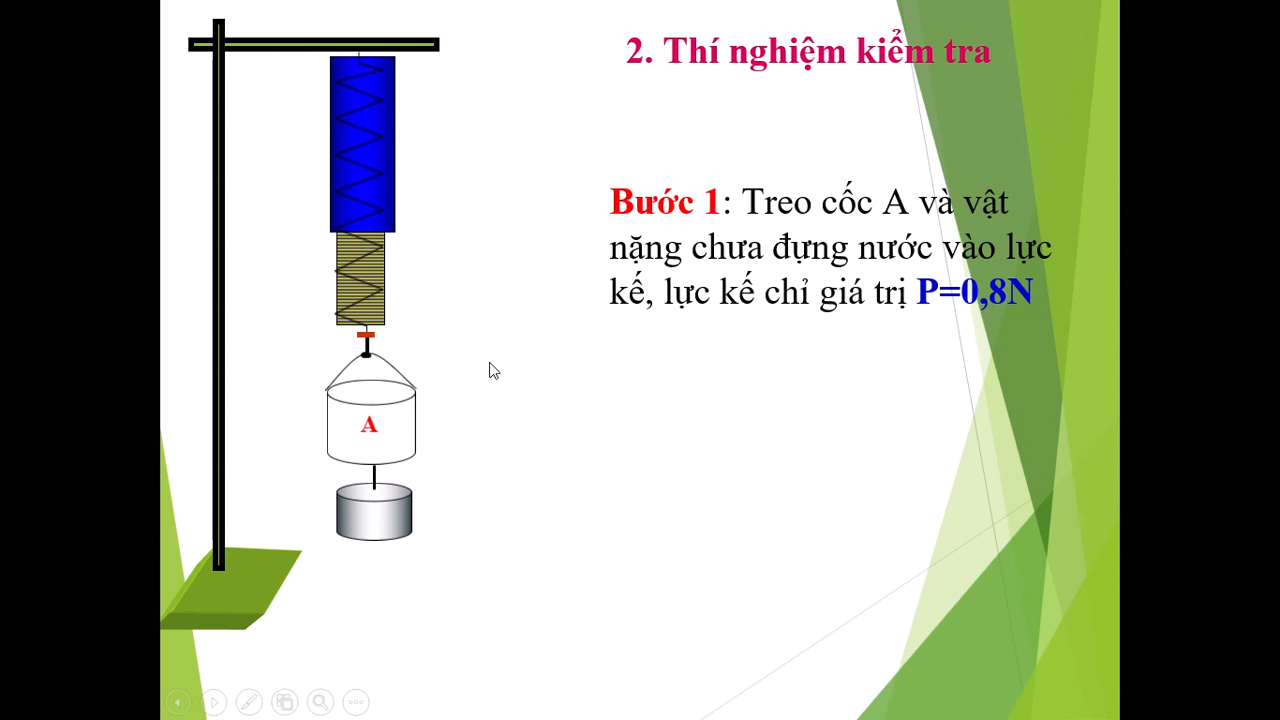 2. Thí nghiệm kiểm tra
Bước 1: Treo cốc A và vật
nặng chưa đựng nước vào lực
kế, lực kế chỉ giá trị P=0,8N
A